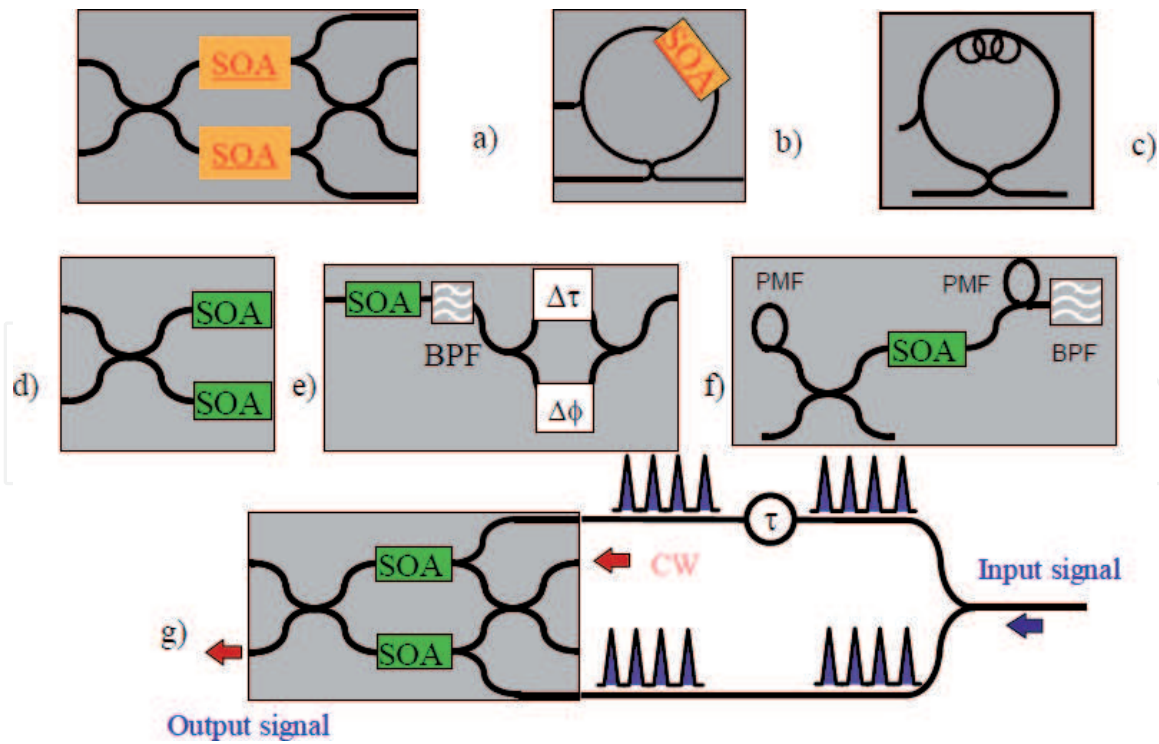 SOA
SOA
a)
SOA
b)
c)
d)
SOA
SOA
e)
SOA
BPF
Δτ
Δϕ
f)
PMF
SOA
PMF
BPF
g)
SOA
SOA
τ
CW
Input signal
Output signal